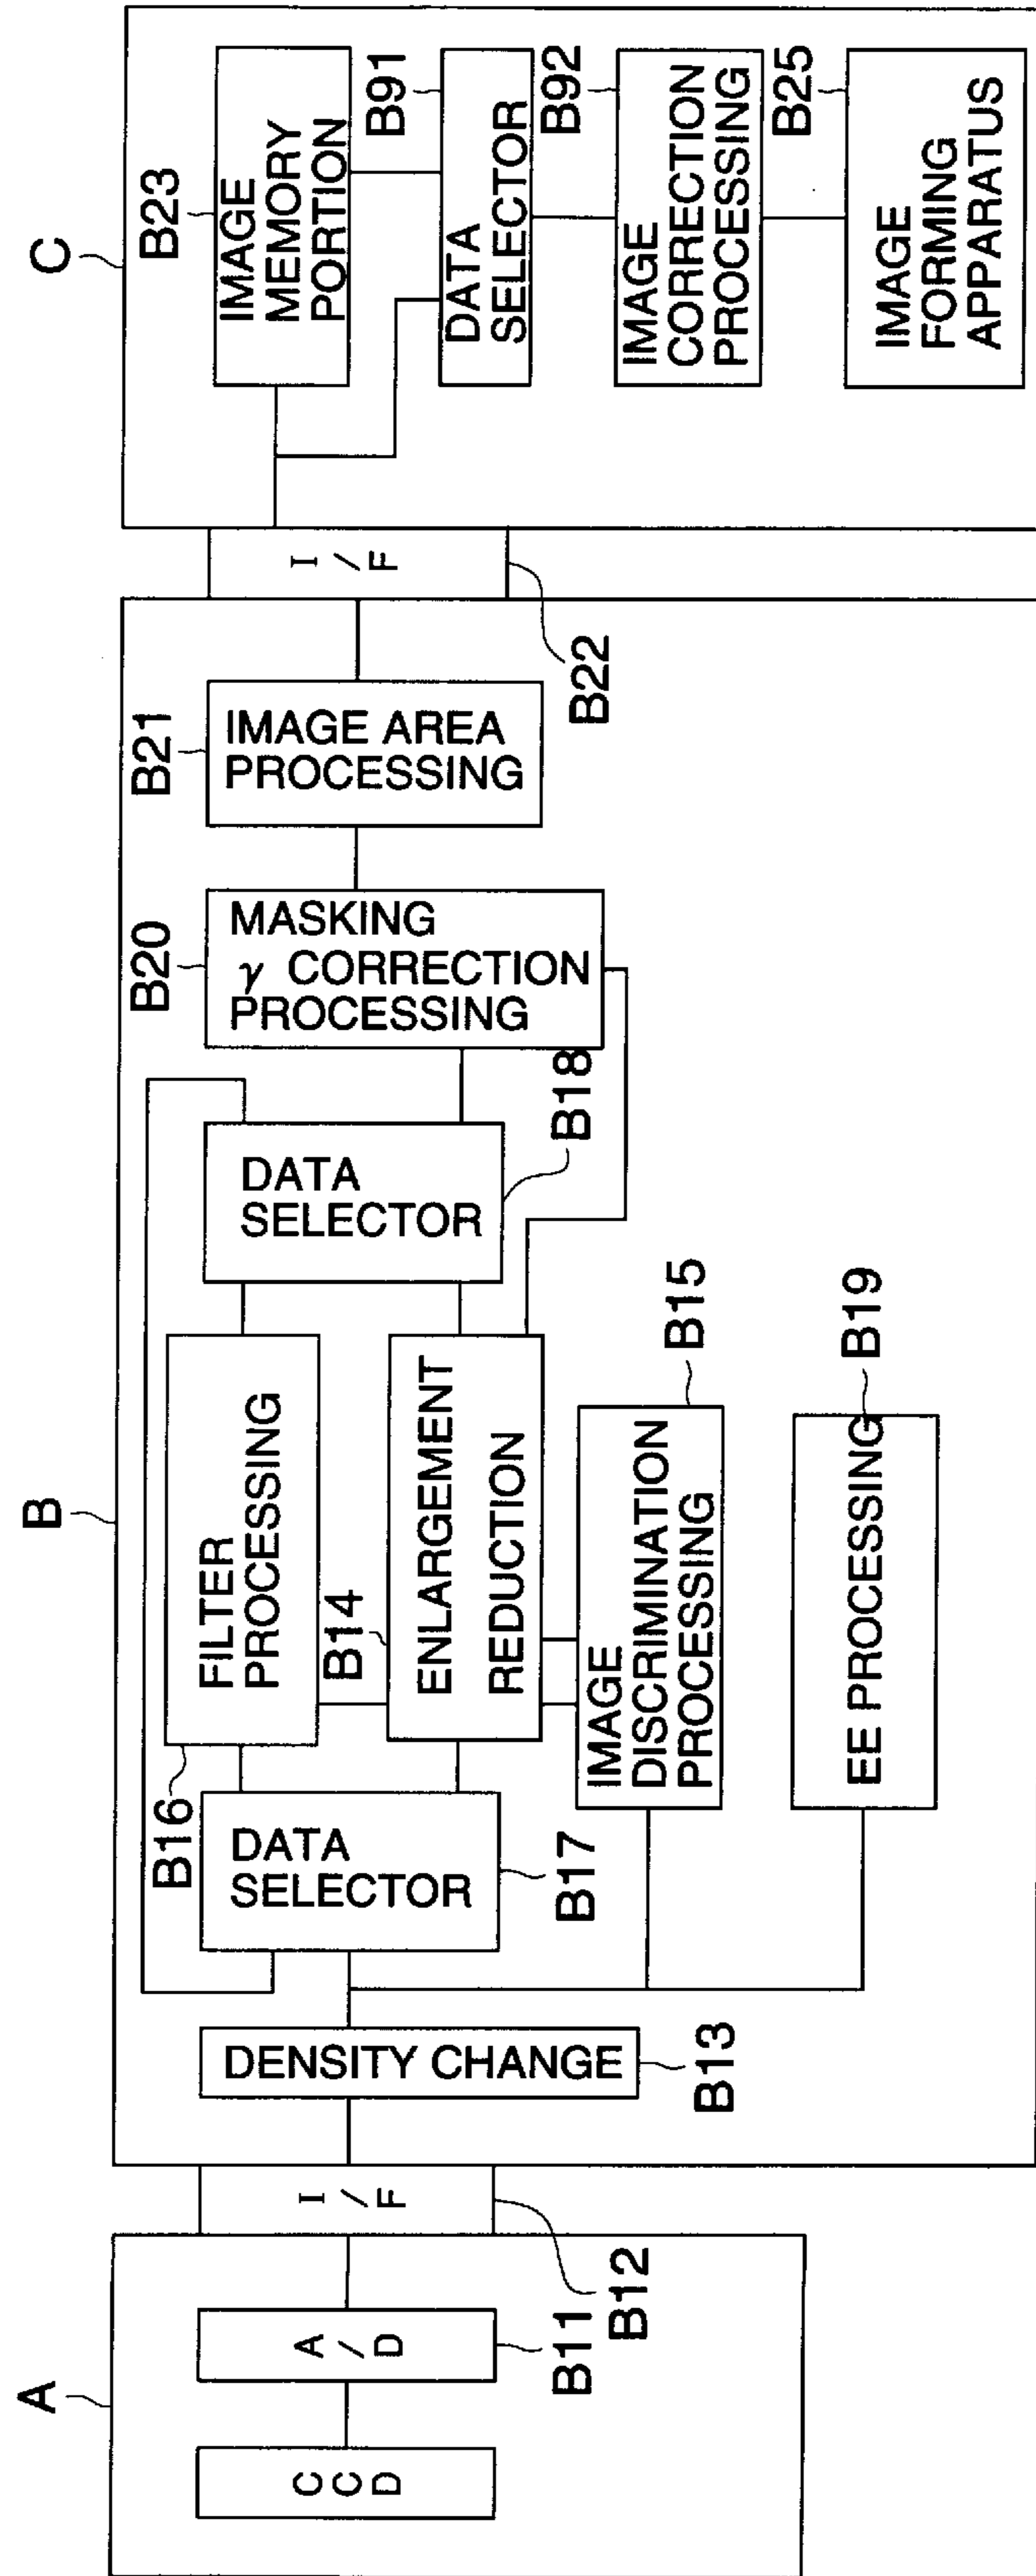 A
CCD
A/D
B11
I/F
B12
B
DENSITY CHANGE
B13
DATA
SELECTOR
B17
B16
FILTER
PROCESSING
B14
ENLARGEMENT
REDUCTION
IMAGE
DISCRIMINATION
PROCESSING
B15
EE PROCESSING
B19
DATA
SELECTOR
B18
B20
MASKING
γ CORRECTION
PROCESSING
B21
IMAGE AREA
PROCESSING
I/F
B22
C
B23
IMAGE
MEMORY
PORTION
B91
DATA
SELECTOR
B92
IMAGE
CORRECTION
PROCESSING
B25
IMAGE
FORMING
APPARATUS